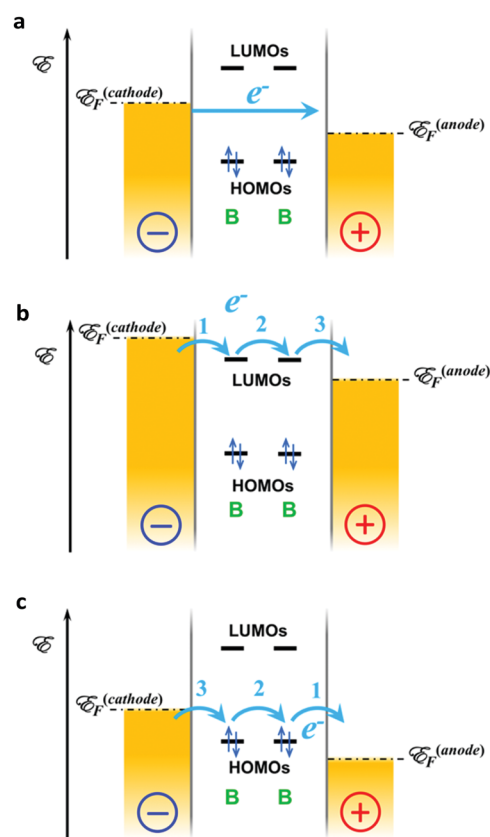 a
LUMOs
ℰ
ℰF(cathode)
e-
ℰF(anode)
HOMOs
B B
−
+
b
e-
ℰF(cathode)
1 2 3
ℰ
LUMOs
ℰF(anode)
HOMOs
B B
−
+
c
LUMOs
ℰ
ℰF(cathode)
3 2 1
e-
ℰF(anode)
HOMOs
B B
−
+